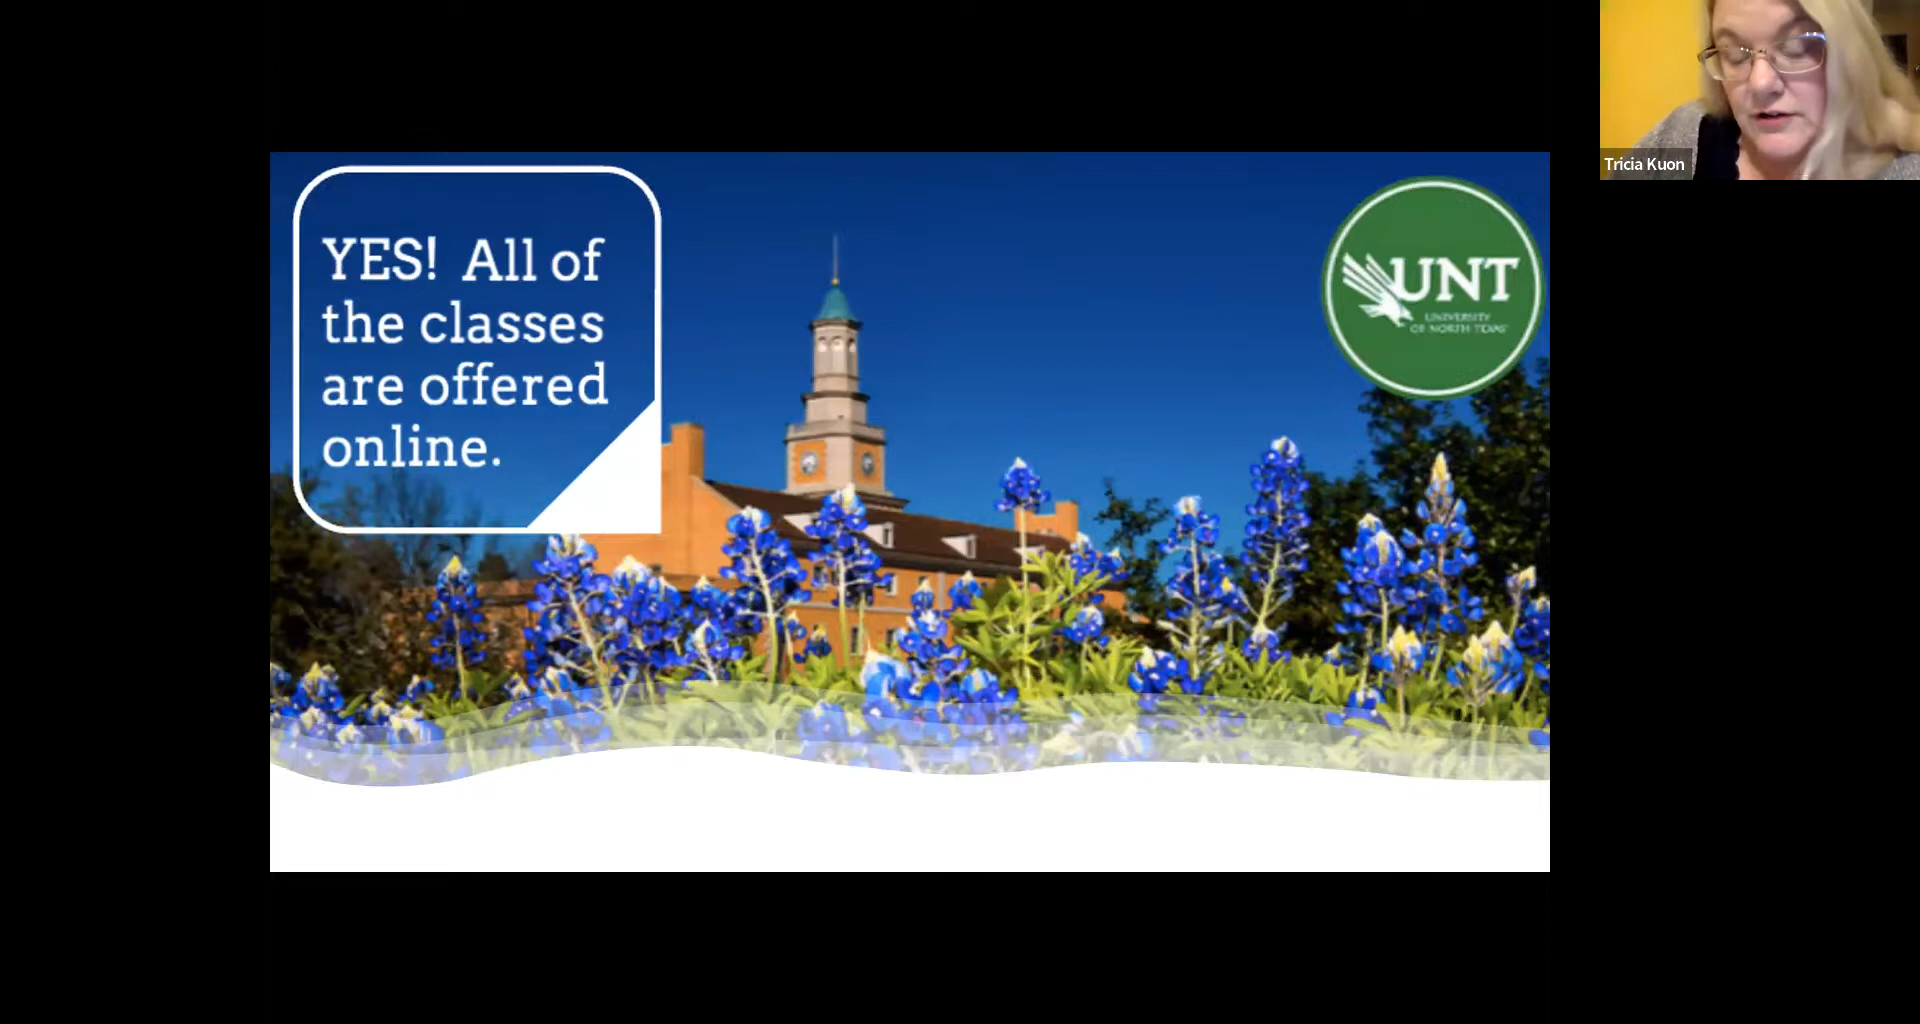 YES! All of
the classes
are offered
online.
UNT
UNIVERSITY
OF NORTH TEXAS
Tricia Kuon